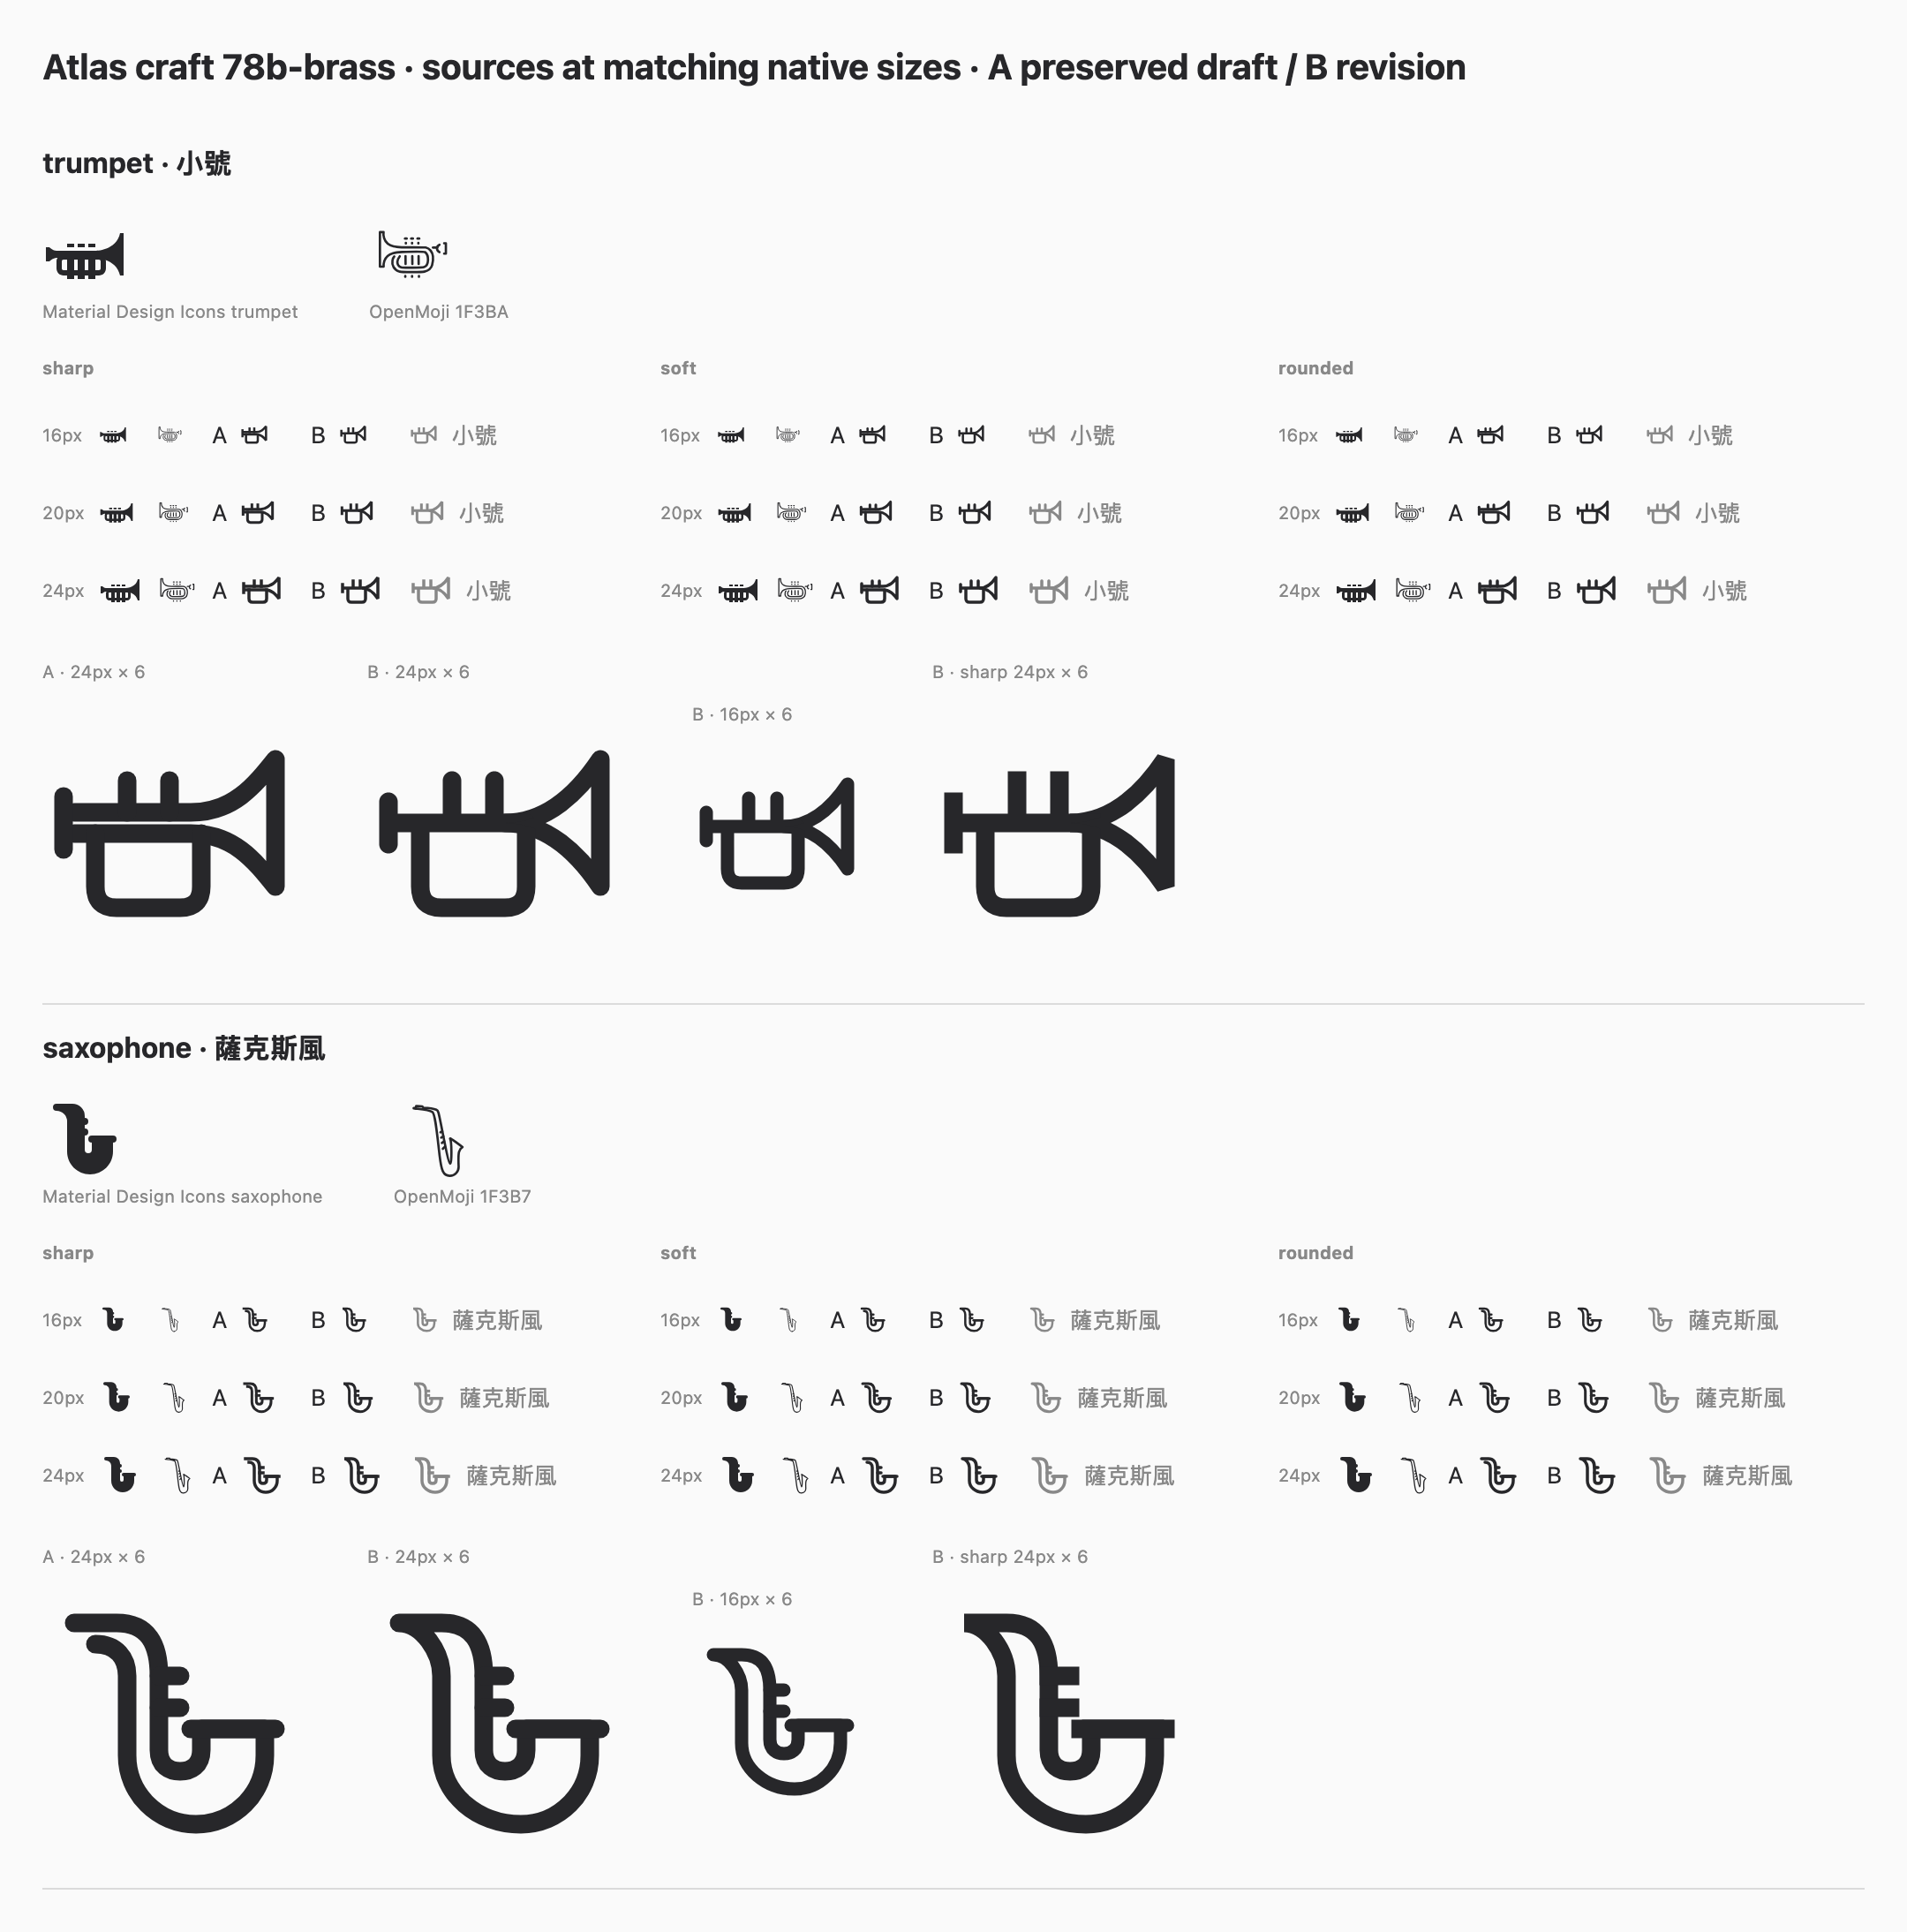 Atlas craft 78b-brass · sources at matching native sizes · A preserved draft / B revision
trumpet · 小號
Material Design Icons trumpet
OpenMoji 1F3BA
sharp
soft
rounded
16px A B 小號
16px A B 小號
16px A B 小號
20px A B 小號
20px A B 小號
20px A B 小號
24px A B 小號
24px A B 小號
24px A B 小號
A · 24px × 6
B · 24px × 6
B · 16px × 6
B · sharp 24px × 6
saxophone · 薩克斯風
Material Design Icons saxophone
OpenMoji 1F3B7
sharp
soft
rounded
16px A B 薩克斯風
16px A B 薩克斯風
16px A B 薩克斯風
20px A B 薩克斯風
20px A B 薩克斯風
20px A B 薩克斯風
24px A B 薩克斯風
24px A B 薩克斯風
24px A B 薩克斯風
A · 24px × 6
B · 24px × 6
B · 16px × 6
B · sharp 24px × 6